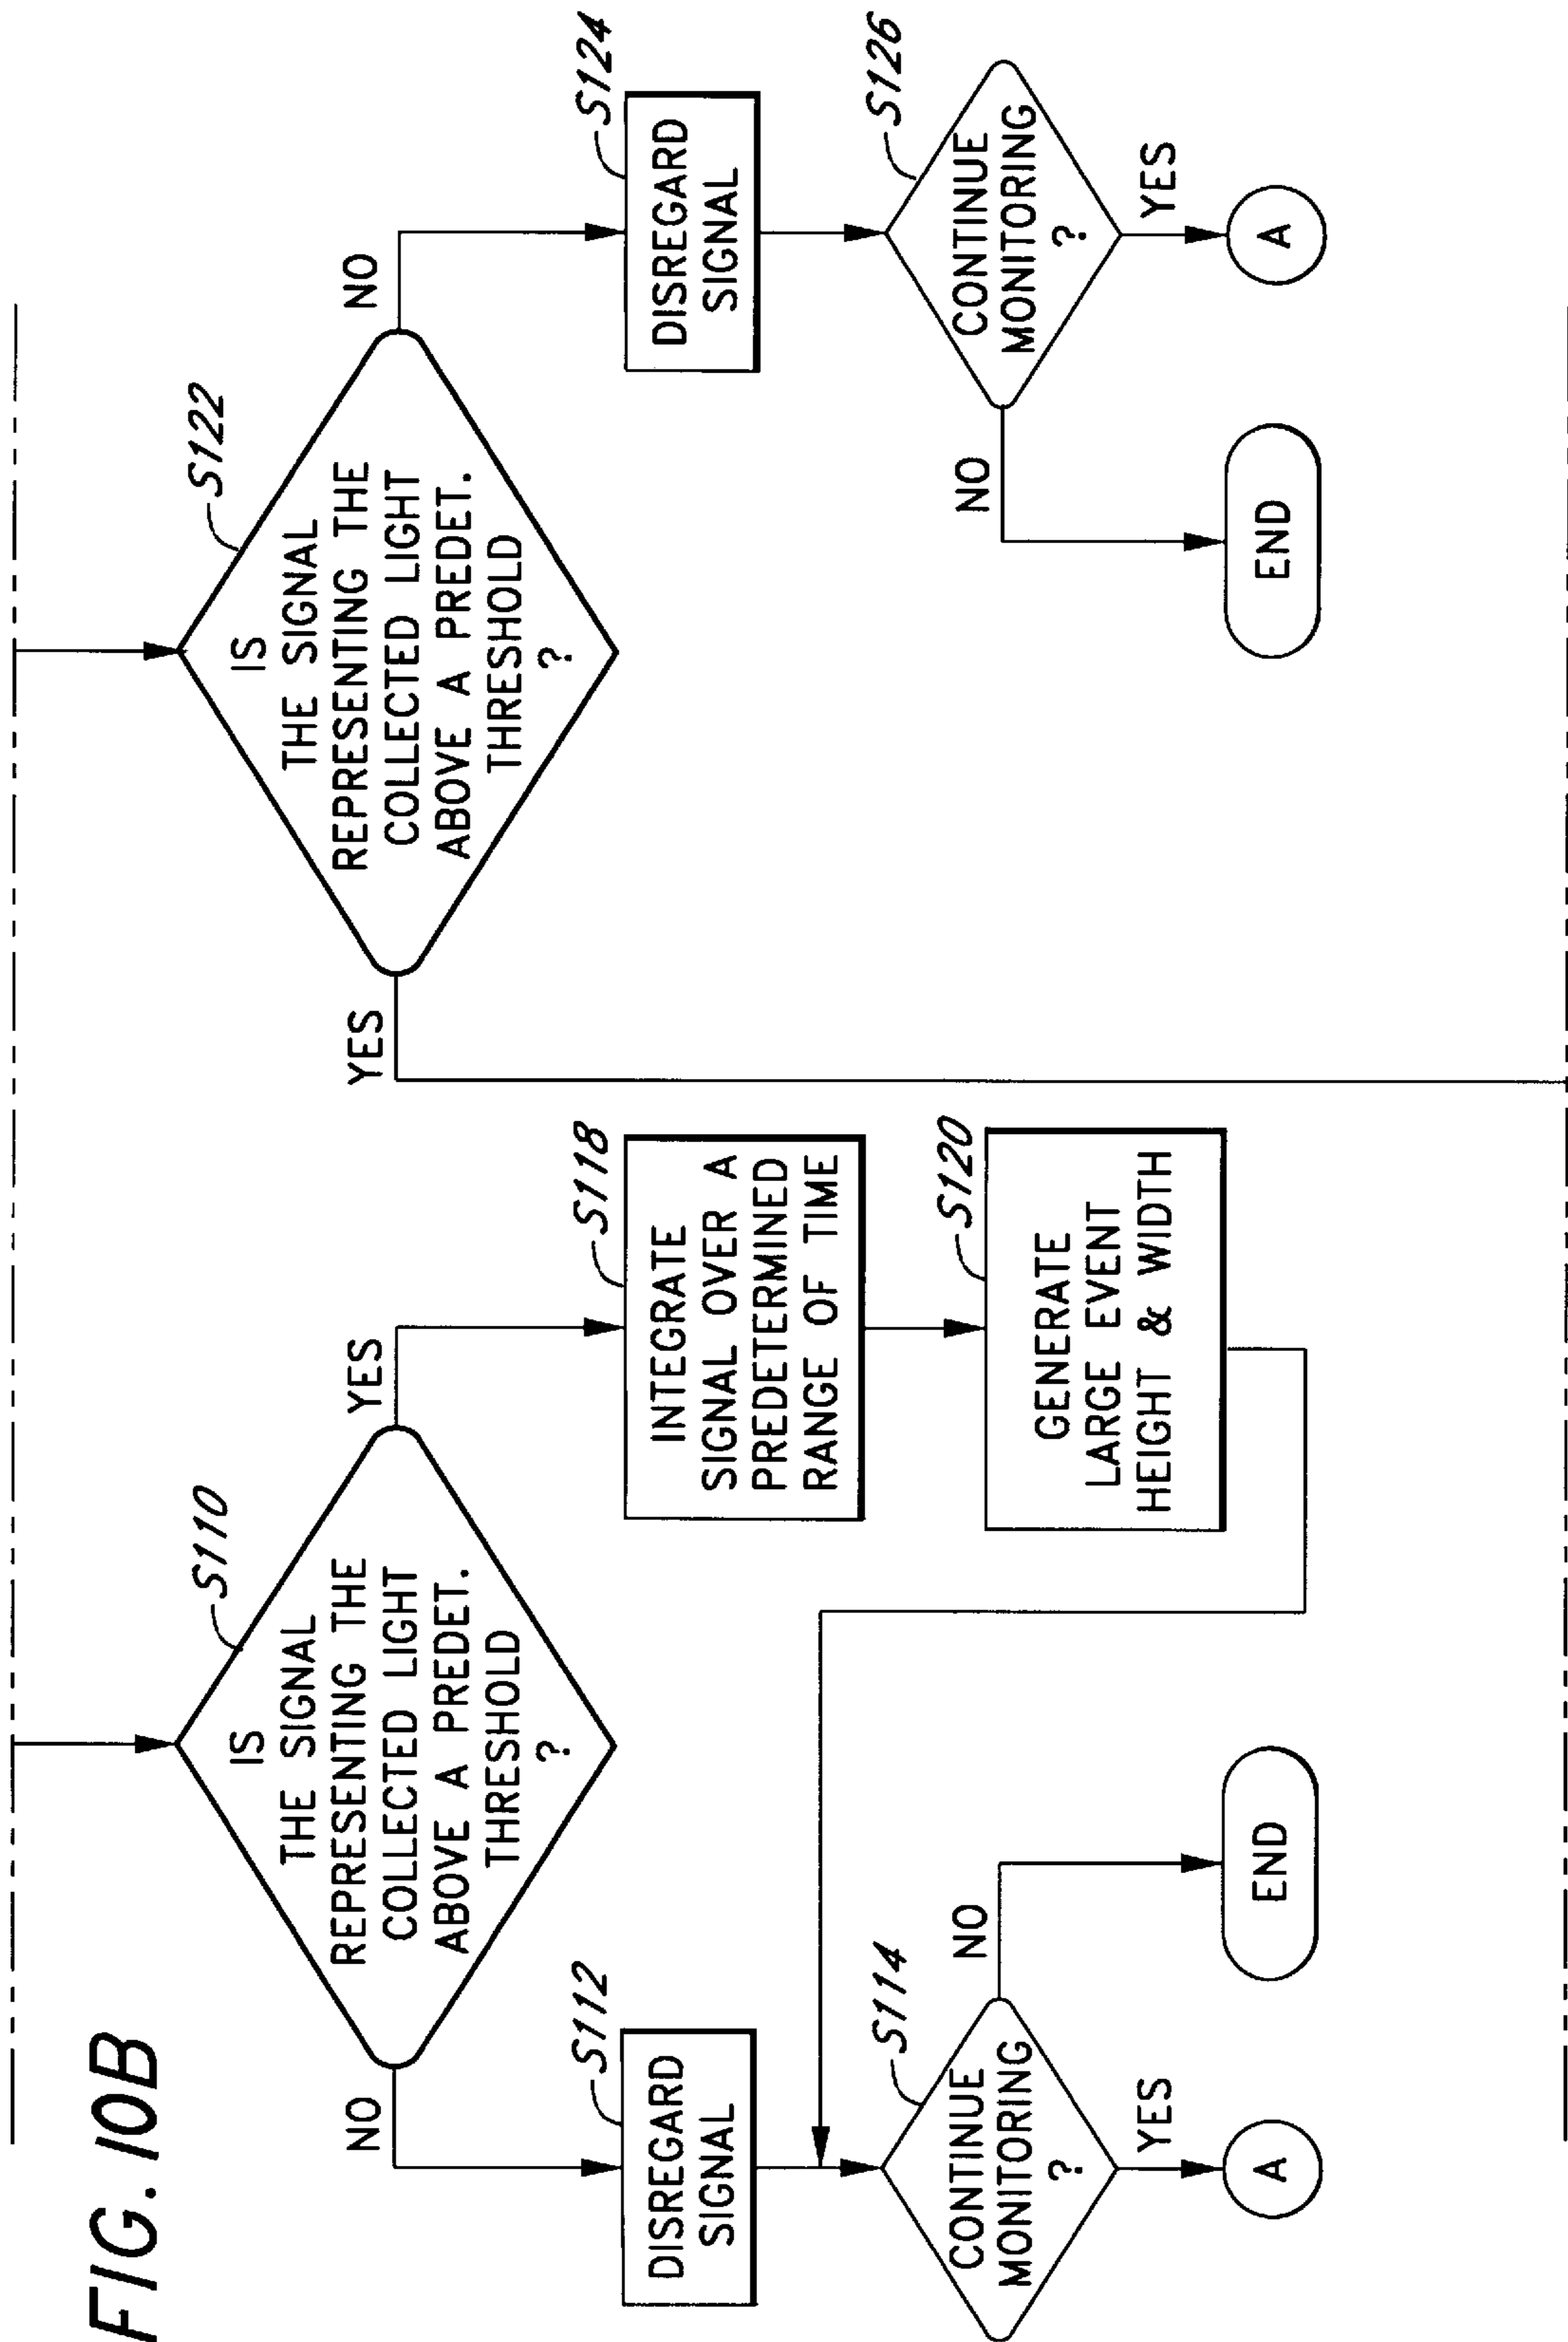 FIG. 10B
IS
THE SIGNAL
REPRESENTING THE
COLLECTED LIGHT
ABOVE A PREDET.
THRESHOLD
?
S110
NO
YES
DISREGARD
SIGNAL
S112
CONTINUE
MONITORING
?
S114
NO
YES
A
END
INTEGRATE
SIGNAL OVER A
PREDETERMINED
RANGE OF TIME
S118
GENERATE
LARGE EVENT
HEIGHT & WIDTH
S120
IS
THE SIGNAL
REPRESENTING THE
COLLECTED LIGHT
ABOVE A PREDET.
THRESHOLD
?
S122
YES
NO
DISREGARD
SIGNAL
S124
CONTINUE
MONITORING
?
S126
NO
YES
END
A